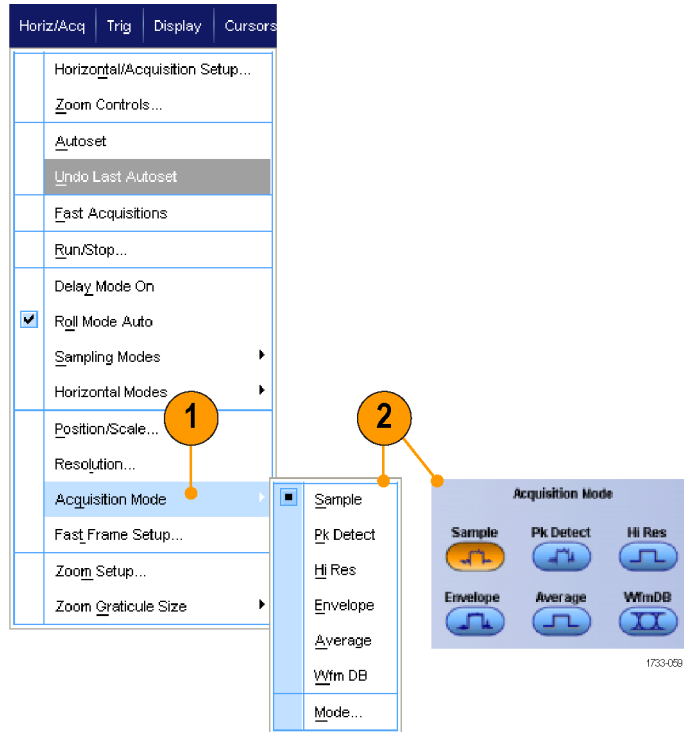 Horiz/Acq Trig Display Cursors
Horizontal/Acquisition Setup...
Zoom Controls...
Autoset
Undo Last Autoset
Fast Acquisitions
Run/Stop...
Delay Mode On
Roll Mode Auto
Sampling Modes
Horizontal Modes
Position/Scale...
Resolution...
Acquisition Mode
Fast Frame Setup...
Zoom Setup...
Zoom Graticule Size
1
2
Sample
Pk Detect
Hi Res
Envelope
Average
Wfm DB
Mode...
Acquisition Mode
Sample Pk Detect Hi Res
Envelope Average WfmDB
1733-059